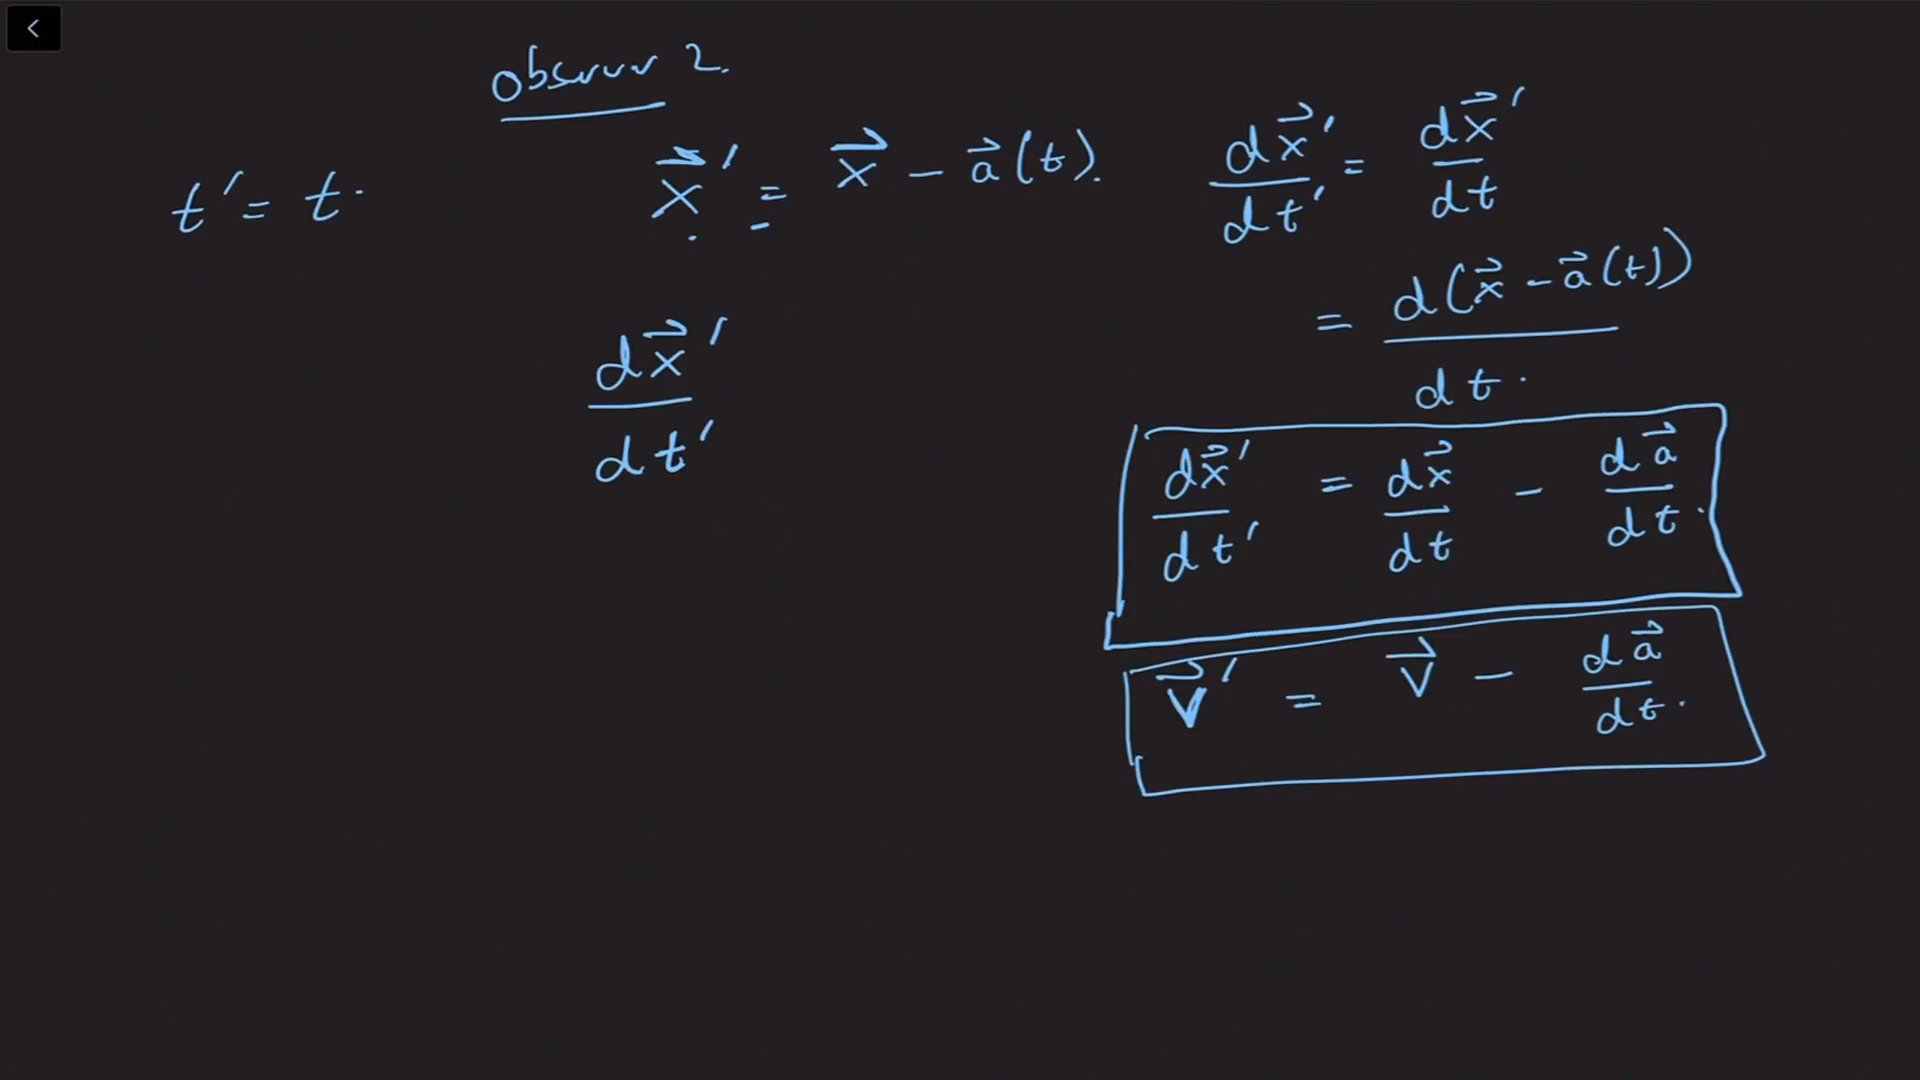 Observer 2.
t' = t.
x⃗' = x⃗ - a⃗(t).
dx⃗'/dt' = dx⃗'/dt
= d(x⃗ - a⃗(t))/dt.
dx⃗'/dt'
dx⃗'/dt' = dx⃗/dt - da⃗/dt.
v⃗' = v⃗ - da⃗/dt.